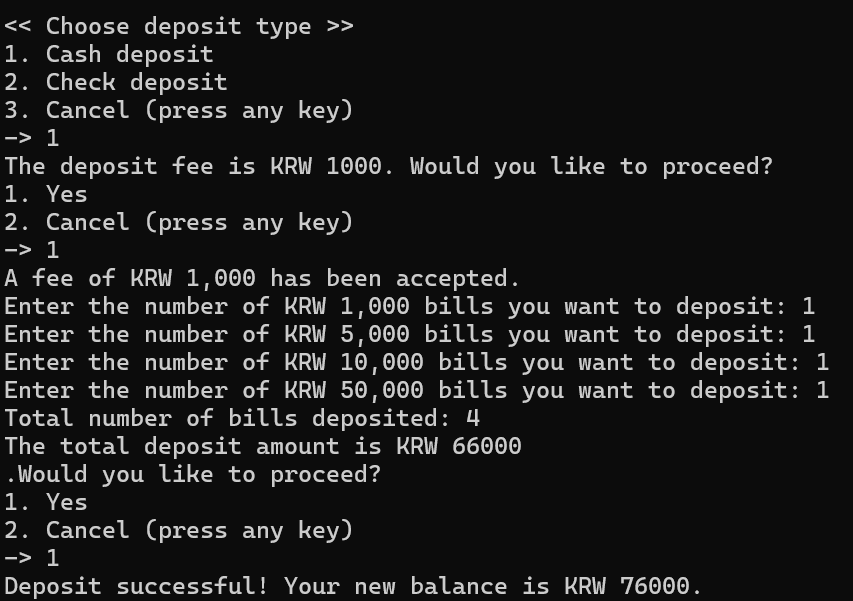 << Choose deposit type >>
1. Cash deposit
2. Check deposit
3. Cancel (press any key)
-> 1
The deposit fee is KRW 1000. Would you like to proceed?
1. Yes
2. Cancel (press any key)
-> 1
A fee of KRW 1,000 has been accepted.
Enter the number of KRW 1,000 bills you want to deposit: 1
Enter the number of KRW 5,000 bills you want to deposit: 1
Enter the number of KRW 10,000 bills you want to deposit: 1
Enter the number of KRW 50,000 bills you want to deposit: 1
Total number of bills deposited: 4
The total deposit amount is KRW 66000
.Would you like to proceed?
1. Yes
2. Cancel (press any key)
-> 1
Deposit successful! Your new balance is KRW 76000.